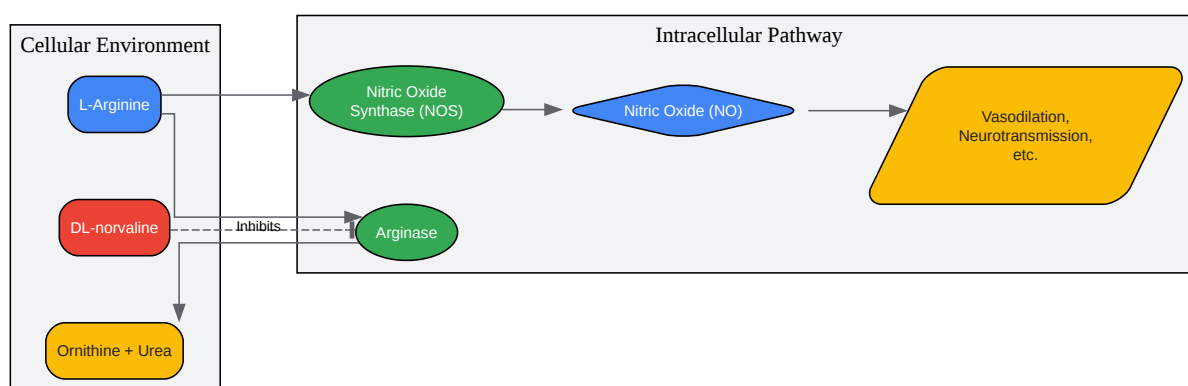 Cellular Environment
L-Arginine
DL-norvaline
Ornithine + Urea
Inhibits
Intracellular Pathway
Nitric Oxide
Synthase (NOS)
Nitric Oxide (NO)
Vasodilation,
Neurotransmission,
etc.
Arginase